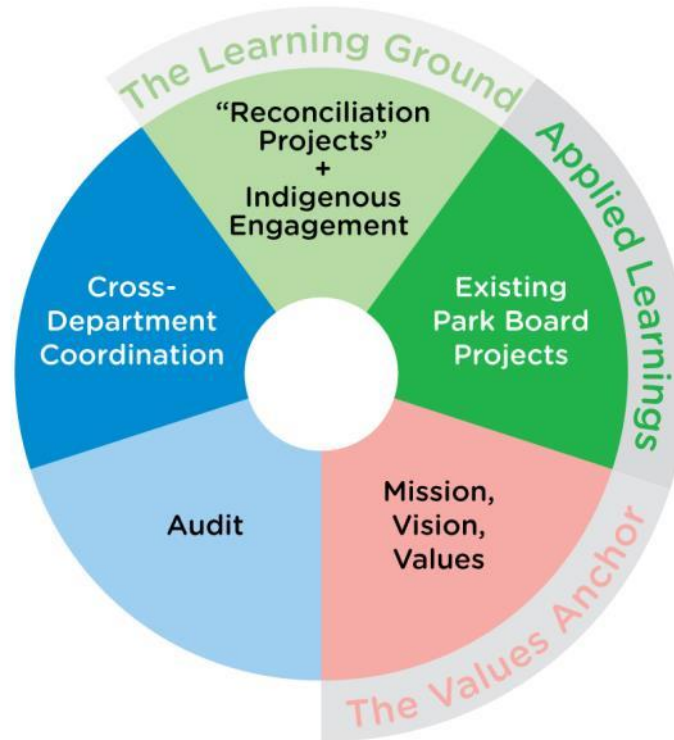 The Learning Ground
“Reconciliation
Projects”
+
Indigenous
Engagement
Applied Learnings
Existing
Park Board
Projects
Cross-
Department
Coordination
Audit
Mission,
Vision,
Values
The Values Anchor